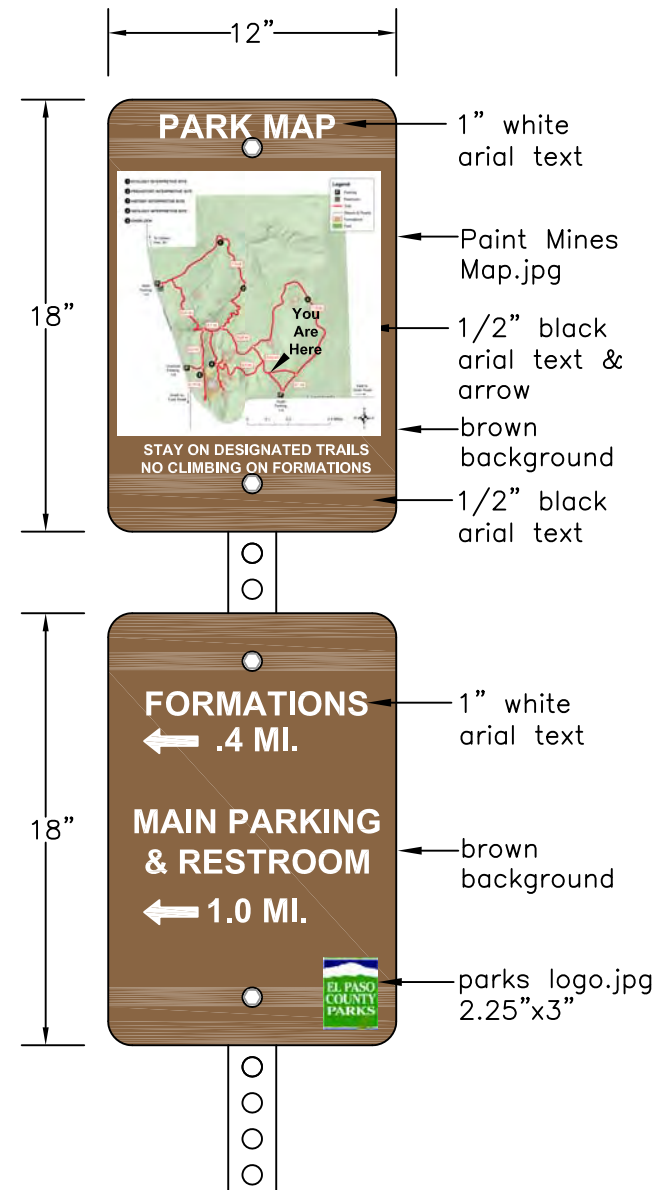 12”
18”
PARK MAP
1” white
arial text
Legend
Paint Mines
Map.jpg
You
Are
Here
1/2” black
arial text &
arrow
STAY ON DESIGNATED TRAILS
NO CLIMBING ON FORMATIONS
brown
background
1/2” black
arial text
18”
FORMATIONS
.4 MI.
1” white
arial text
MAIN PARKING
& RESTROOM
1.0 MI.
brown
background
EL PASO
COUNTY
PARKS
parks logo.jpg
2.25”x3”